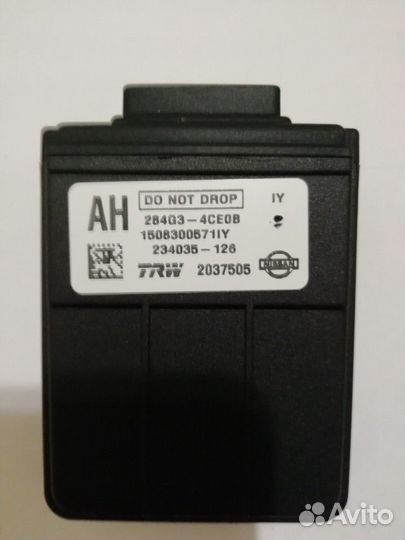 AH
DO NOT DROP
IY
284G3-4CE0B
1508300571IY
234035-126
TRW 2037505
NISSAN
Avito